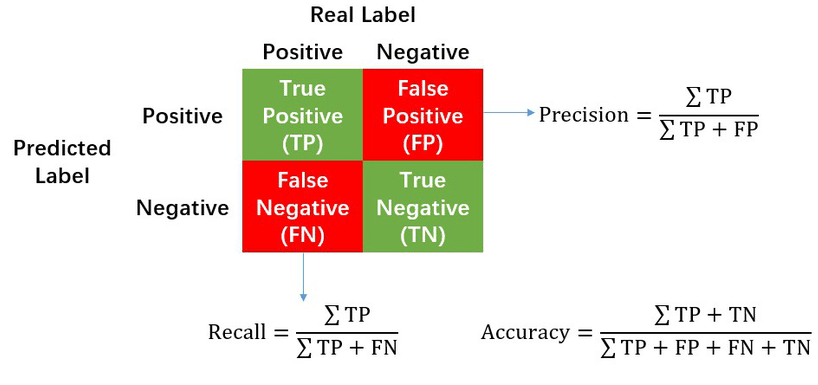 Real Label
Positive Negative
True Positive (TP)
False Positive (FP)
Positive
Precision = ∑ TP / ∑ TP + FP
Predicted Label
False Negative (FN)
True Negative (TN)
Negative
Recall = ∑ TP / ∑ TP + FN
Accuracy = ∑ TP + TN / ∑ TP + FP + FN + TN